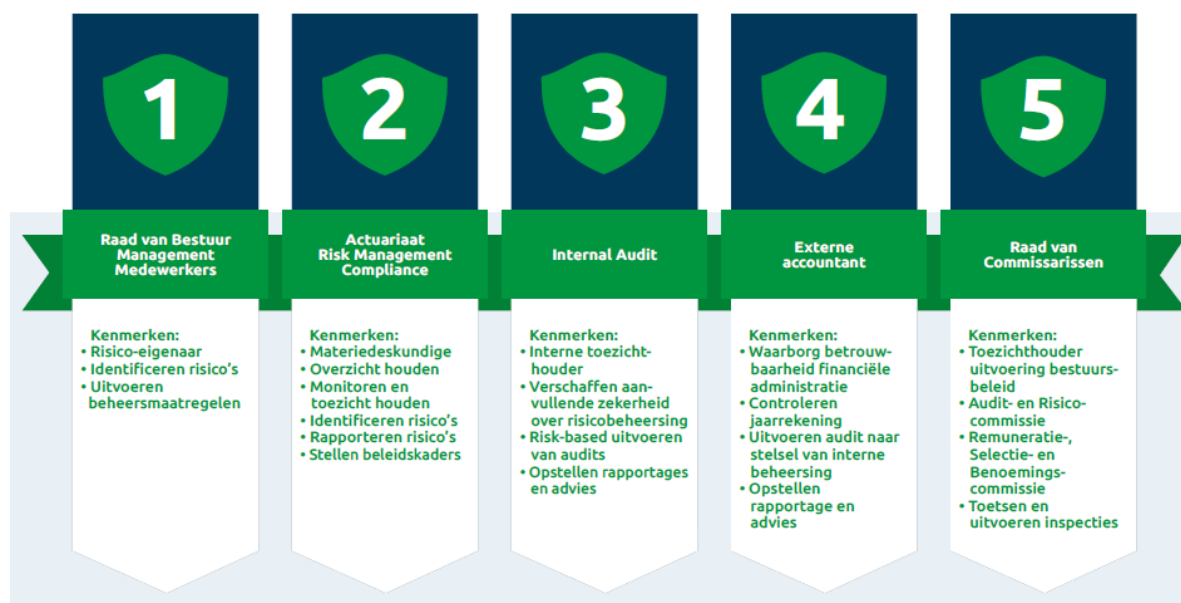 1
2
3
4
5
Raad van Bestuur
Management
Medewerkers
Actuariaat
Risk Management
Compliance
Internal Audit
Externe
accountant
Raad van
Commissarissen
Kenmerken:
• Risico-eigenaar
• Identificeren risico's
• Uitvoeren
beheersmaatregelen
Kenmerken:
• Materiedeskundige
• Overzicht houden
• Monitoren en
toezicht houden
• Identificeren risico's
• Rapporteren risico's
• Stellen beleidskaders
Kenmerken:
• Interne toezicht-
houder
• Verschaffen aan-
vullende zekerheid
over risicobeheersing
• Risk-based uitvoeren
van audits
• Opstellen rapportages
en advies
Kenmerken:
• Waarborg betrouw-
baarheid financiële
administratie
• Controleren
jaarrekening
• Uitvoeren audit naar
stelsel van interne
beheersing
• Opstellen
rapportage en
advies
Kenmerken:
• Toezichthouder
uitvoering bestuurs-
beleid
• Audit- en Risico-
commissie
• Remuneratie-,
Selectie- en
Benoemings-
commissie
• Toetsen en
uitvoeren inspecties